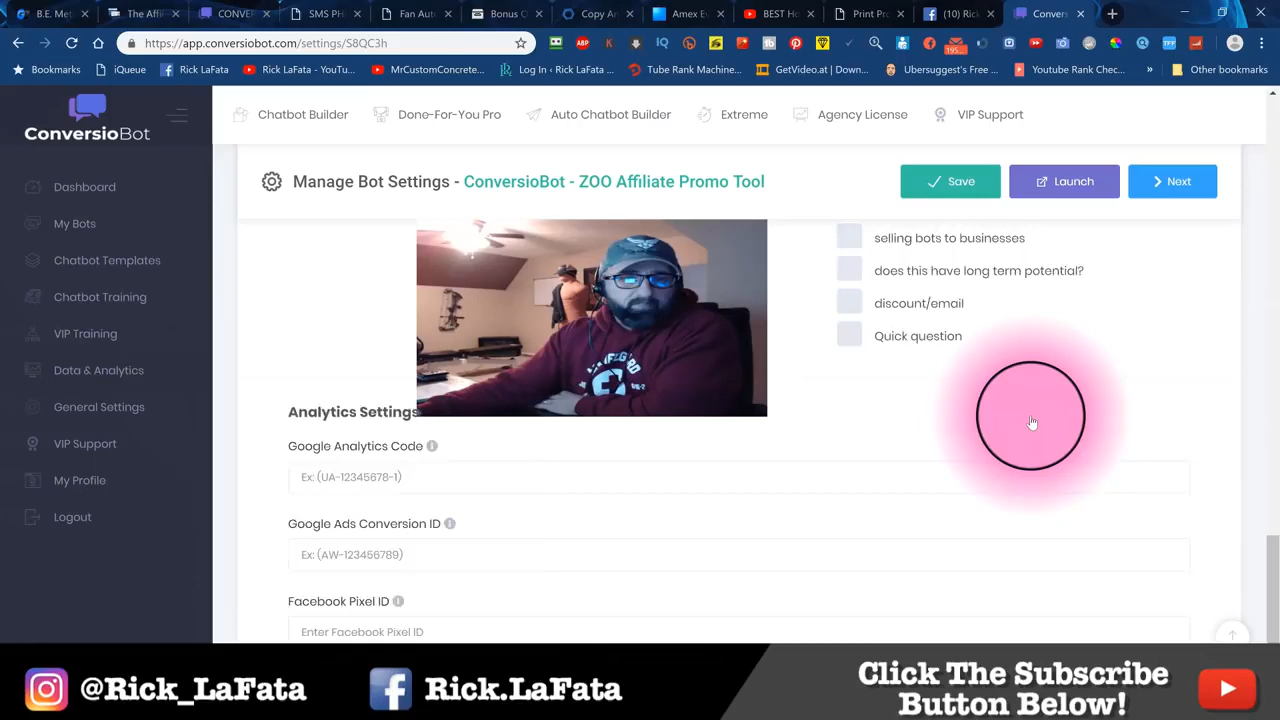 B.E. Me
The Affi
CONVER
SMS PH
Fan Auto
Bonus O
Copy An
Amex E
BEST Ho
Print Pro
(10) Rick
Convers
https://app.conversiobot.com/settings/S8QC3h
195...
Bookmarks
iQueue
Rick LaFata
Rick LaFata - YouTu...
MrCustomConcrete...
Log In ‹ Rick LaFata...
Tube Rank Machine...
GetVideo.at | Down...
Ubersuggest's Free...
Youtube Rank Chec...
»
Other bookmarks
ConversioBot
Chatbot Builder
Done-For-You Pro
Auto Chatbot Builder
Extreme
Agency License
VIP Support
Dashboard
My Bots
Chatbot Templates
Chatbot Training
VIP Training
Data & Analytics
General Settings
VIP Support
My Profile
Logout
Manage Bot Settings - ConversioBot - ZOO Affiliate Promo Tool
Save
Launch
Next
selling bots to businesses
does this have long term potential?
discount/email
Quick question
Analytics Settings
Google Analytics Code
Ex: (UA-12345678-1)
Google Ads Conversion ID
Ex: (AW-123456789)
Facebook Pixel ID
Enter Facebook Pixel ID
@Rick_LaFata
Rick.LaFata
Click The Subscribe
Button Below!